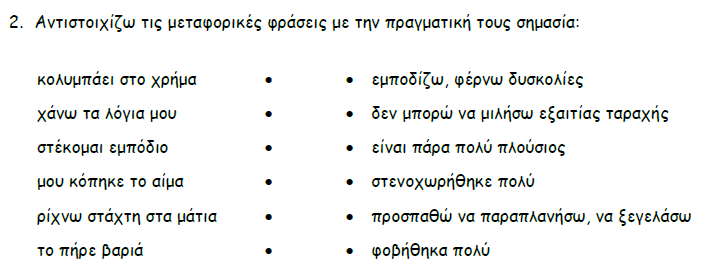 2. Αντιστοιχίζω τις μεταφορικές φράσεις με την πραγματική τους σημασία:
κολυμπάει στο χρήμα • • εμποδίζω, φέρνω δυσκολίες
χάνω τα λόγια μου • • δεν μπορώ να μιλήσω εξαιτίας ταραχής
στέκομαι εμπόδιο • • είναι πάρα πολύ πλούσιος
μου κόπηκε το αίμα • • στενοχωρήθηκε πολύ
ρίχνω στάχτη στα μάτια • • προσπαθώ να παραπλανήσω, να ξεγελάσω
το πήρε βαριά • • φοβήθηκα πολύ